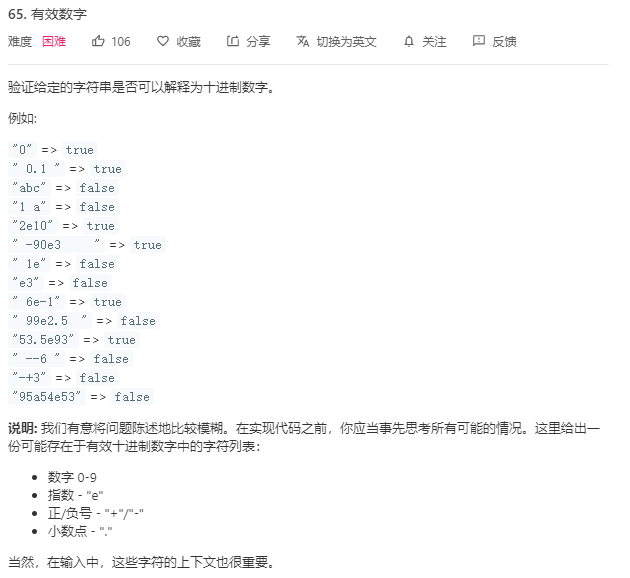 65. 有效数字
难度 困难 106 收藏 分享 切换为英文 关注 反馈
验证给定的字符串是否可以解释为十进制数字。
例如:
"0" => true
" 0.1 " => true
"abc" => false
"1 a" => false
"2e10" => true
" -90e3   " => true
" 1e" => false
"e3" => false
" 6e-1" => true
" 99e2.5 " => false
"53.5e93" => true
" --6 " => false
"-+3" => false
"95a54e53" => false
说明: 我们有意将问题陈述地比较模糊。在实现代码之前，你应当事先思考所有可能的情况。这里给出一
份可能存在于有效十进制数字中的字符列表：
数字 0-9
指数 - "e"
正/负号 - "+"/"-"
小数点 - "."
当然，在输入中，这些字符的上下文也很重要。